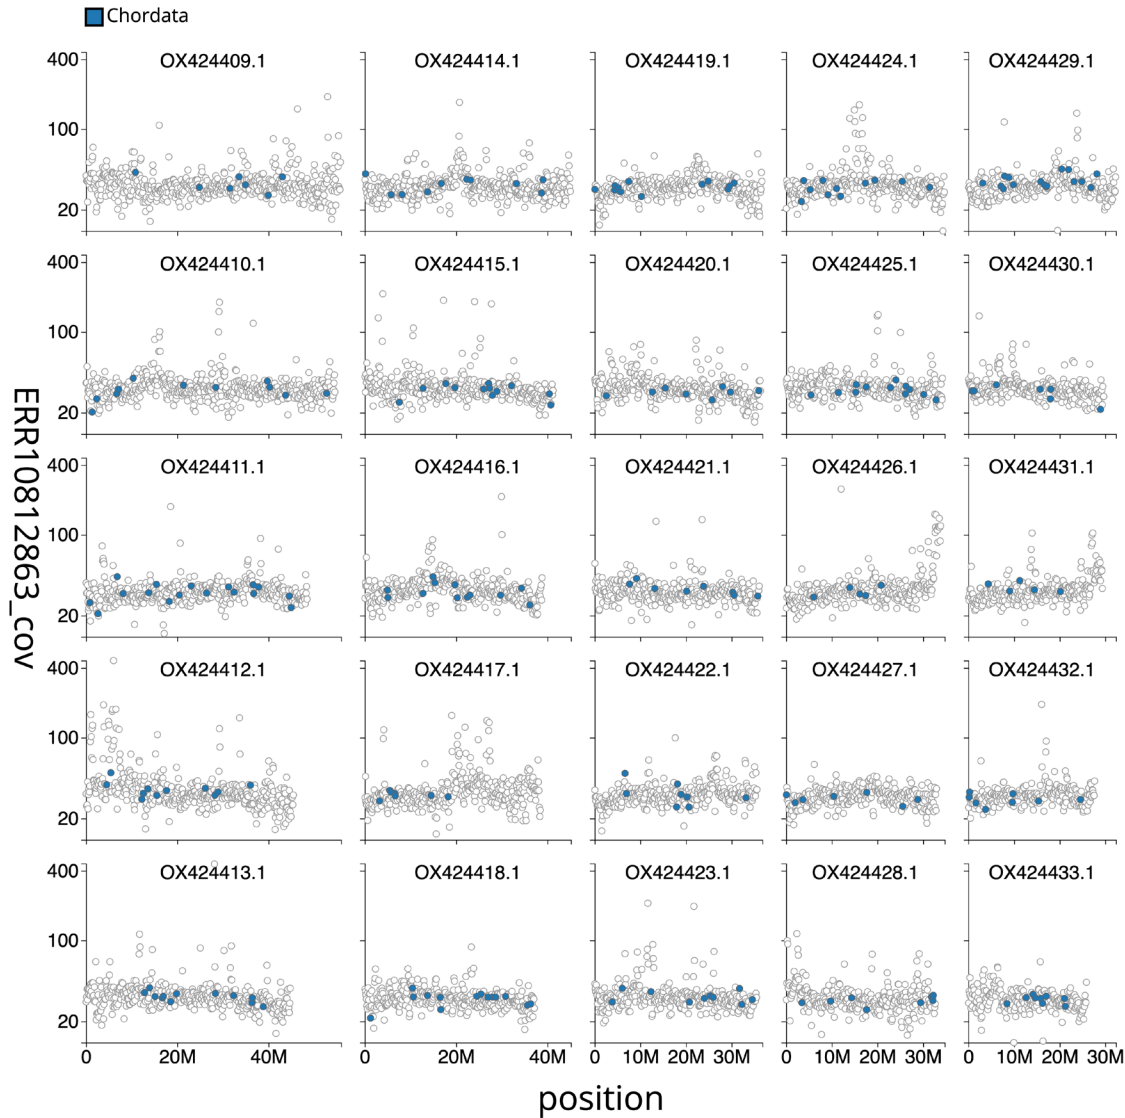 Chordata
OX424409.1 OX424414.1 OX424419.1 OX424424.1 OX424429.1
400
100
20
OX424410.1 OX424415.1 OX424420.1 OX424425.1 OX424430.1
400
100
20
OX424411.1 OX424416.1 OX424421.1 OX424426.1 OX424431.1
400
100
20
OX424412.1 OX424417.1 OX424422.1 OX424427.1 OX424432.1
400
100
20
OX424413.1 OX424418.1 OX424423.1 OX424428.1 OX424433.1
400
100
20
0 20M 40M 0 20M 40M 0 10M 20M 30M 0 10M 20M 30M 0 10M 20M 30M
position
ERR10812863_cov